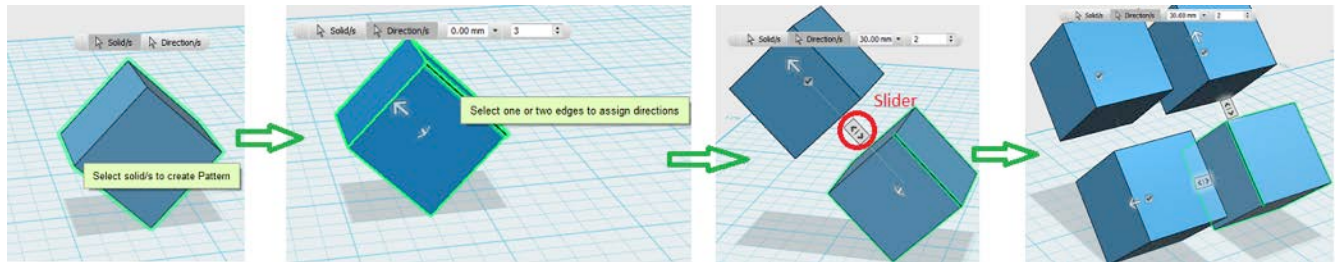 Solid/s Direction/s
Select solid/s to create Pattern
Solid/s Direction/s 0.00 mm 3
Select one or two edges to assign directions
Solid/s Direction/s 30.00 mm 2
Slider
Solid/s Direction/s 30.00 mm 2